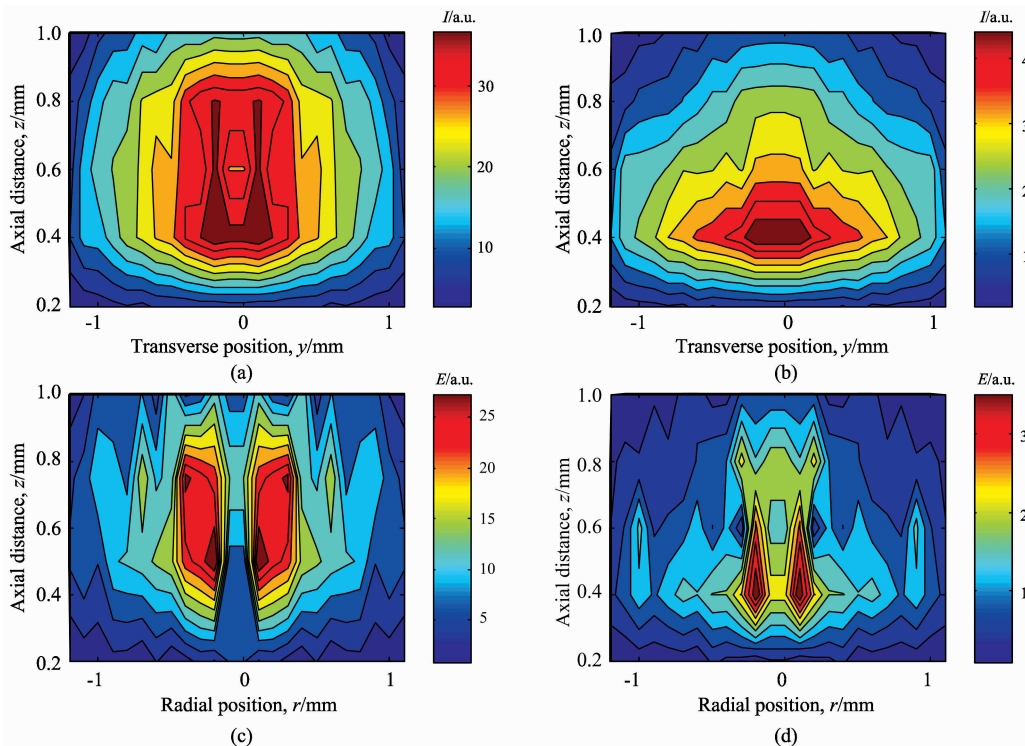 I/a.u.
I/a.u.
1.0
0.8
0.6
0.4
0.2
Axial distance, z/mm
30
20
10
-1
0
1
Transverse position, y/mm
(a)
1.0
0.8
0.6
0.4
0.2
Axial distance, z/mm
-1
0
1
Transverse position, y/mm
(b)
E/a.u.
E/a.u.
1.0
0.8
0.6
0.4
0.2
Axial distance, z/mm
25
20
15
10
5
-1
0
1
Radial position, r/mm
(c)
1.0
0.8
0.6
0.4
0.2
Axial distance, z/mm
-1
0
1
Radial position, r/mm
(d)